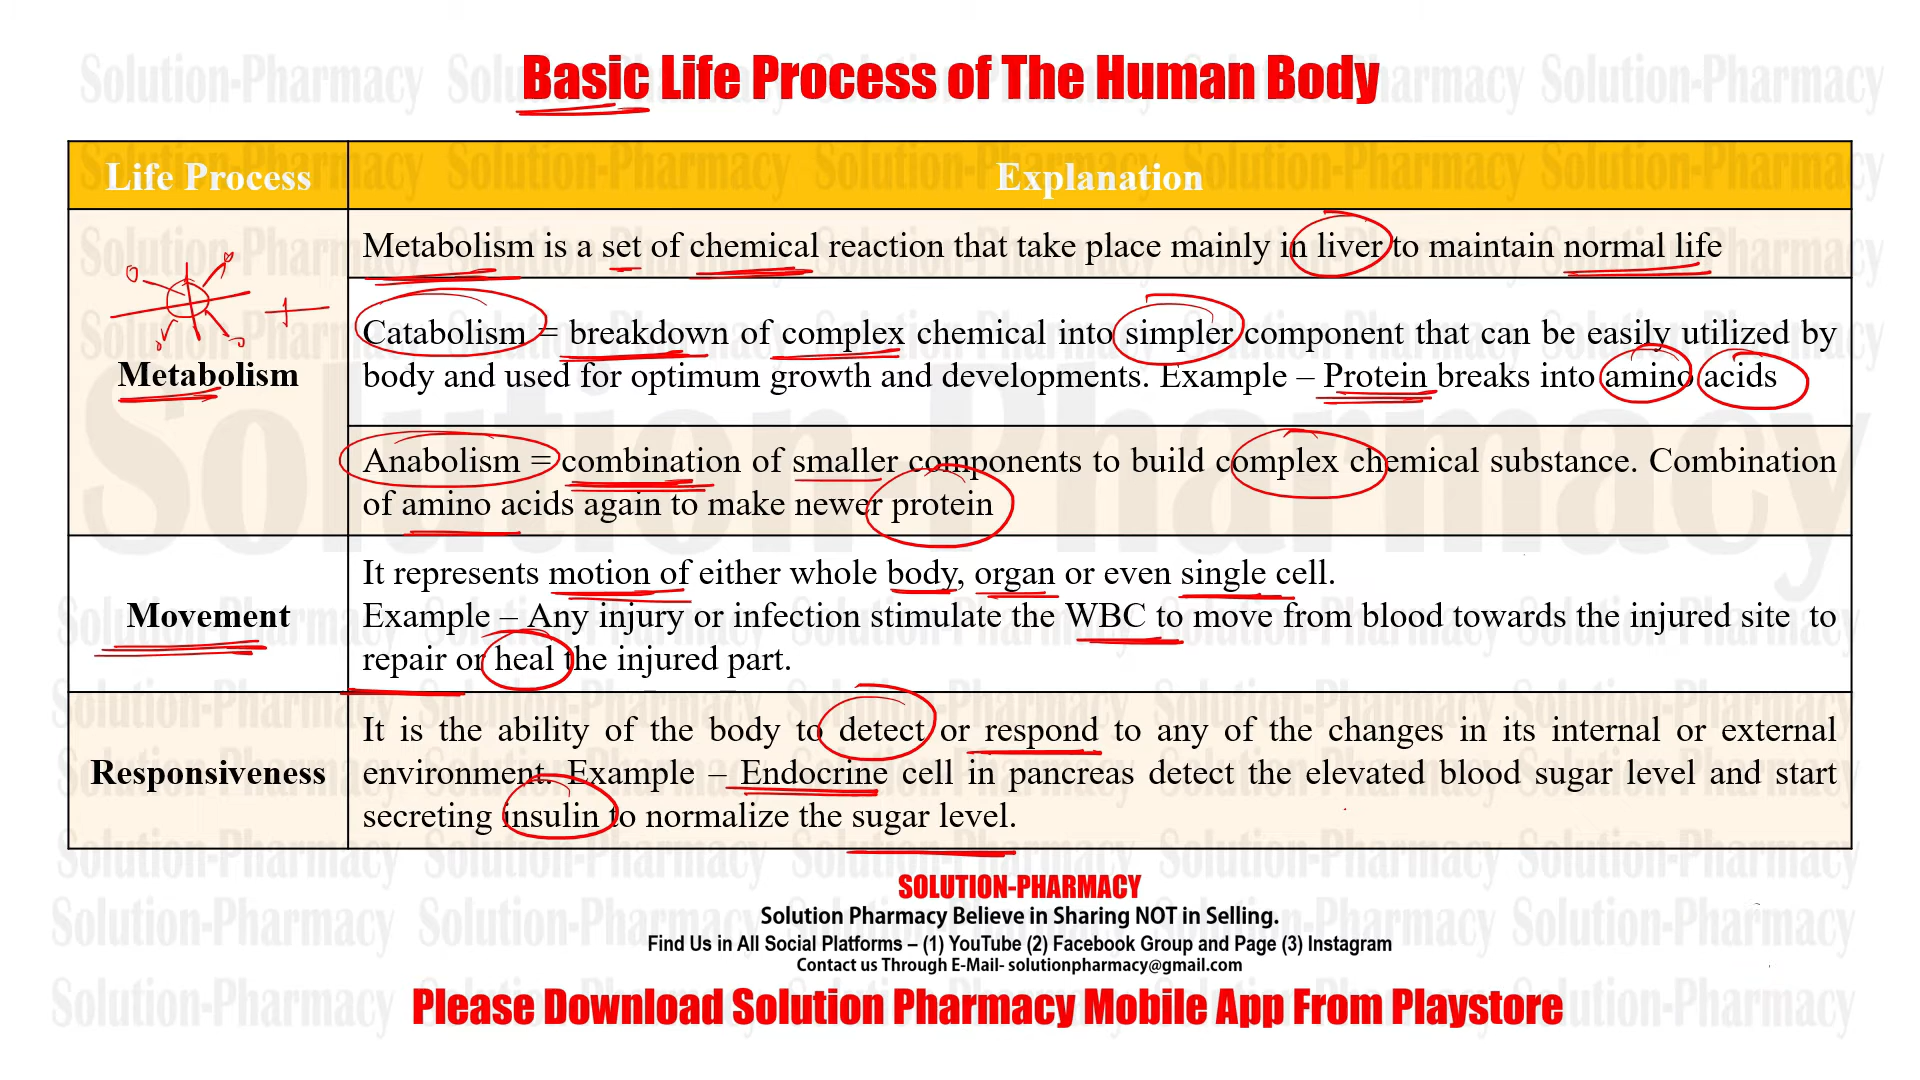 Basic Life Process of The Human Body
Life Process
Explanation
Metabolism
Metabolism is a set of chemical reaction that take place mainly in liver to maintain normal life
Catabolism = breakdown of complex chemical into simpler component that can be easily utilized by
body and used for optimum growth and developments. Example – Protein breaks into amino acids
Anabolism = combination of smaller components to build complex chemical substance. Combination
of amino acids again to make newer protein
Movement
It represents motion of either whole body, organ or even single cell.
Example – Any injury or infection stimulate the WBC to move from blood towards the injured site to
repair or heal the injured part.
Responsiveness
It is the ability of the body to detect or respond to any of the changes in its internal or external
environment. Example – Endocrine cell in pancreas detect the elevated blood sugar level and start
secreting insulin to normalize the sugar level.
SOLUTION-PHARMACY
Solution Pharmacy Believe in Sharing NOT in Selling.
Find Us in All Social Platforms – (1) YouTube (2) Facebook Group and Page (3) Instagram
Contact us Through E-Mail- solutionpharmacy@gmail.com
Please Download Solution Pharmacy Mobile App From Playstore
Solution-Pharmacy
Solution Pharmacy